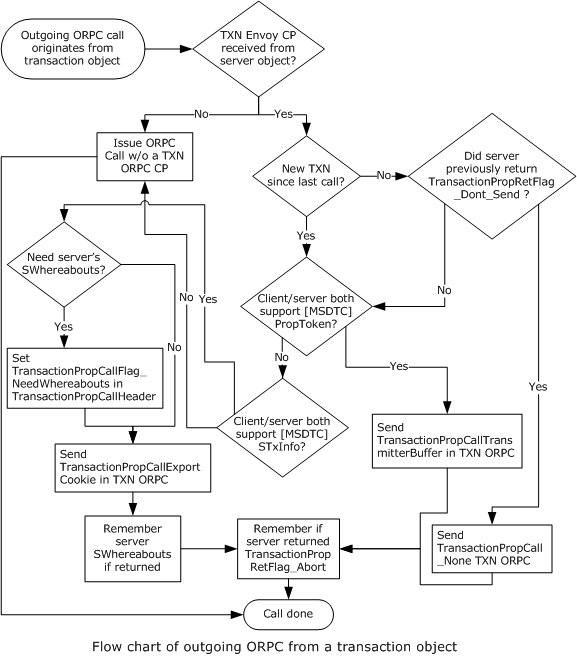 Outgoing ORPC call
originates from
transaction object
TXN Envoy CP
received from
server object?
No
Yes
Issue ORPC
Call w/o a TXN
ORPC CP
New TXN
since last call?
No
Did server
previously return
TransactionPropRetFlag
_Dont_Send ?
Need server's
SWhereabouts?
Yes
No
Yes
Client/server both
support [MSDTC]
PropToken?
No
Yes
No
Yes
No
Yes
Set
TransactionPropCallFlag_
NeedWhereabouts in
TransactionPropCallHeader
Client/server both
support [MSDTC]
STxInfo?
Send
TransactionPropCallTrans
mitterBuffer in TXN ORPC
Send
TransactionPropCallExport
Cookie in TXN ORPC
Remember
server
SWhereabouts
if returned
Remember if
server returned
TransactionProp
RetFlag_Abort
Send
TransactionPropCall
_None TXN ORPC
Call done
Flow chart of outgoing ORPC from a transaction object